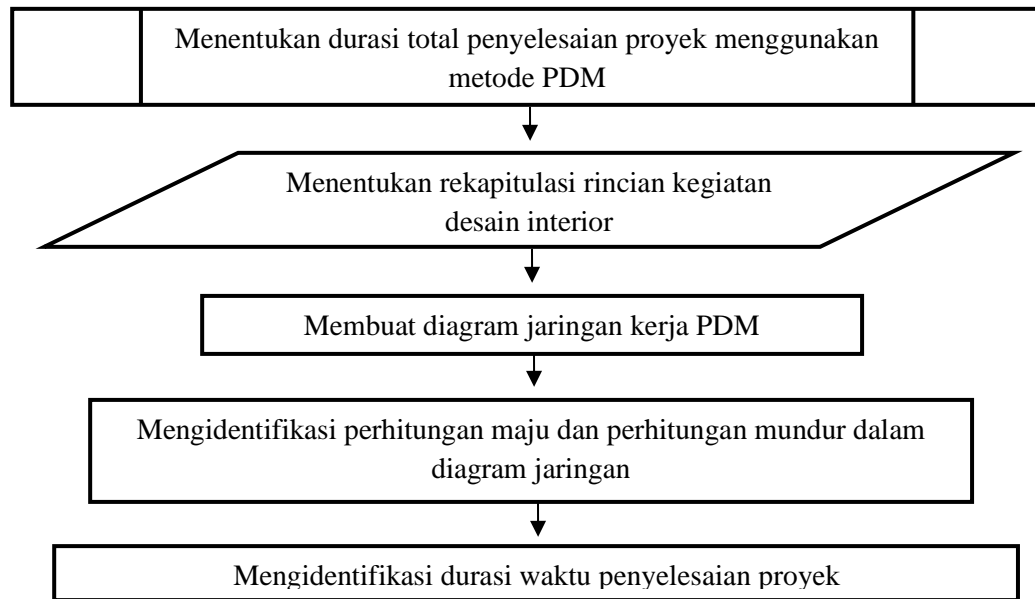 Menentukan durasi total penyelesaian proyek menggunakan
metode PDM
Menentukan rekapitulasi rincian kegiatan
desain interior
Membuat diagram jaringan kerja PDM
Mengidentifikasi perhitungan maju dan perhitungan mundur dalam
diagram jaringan
Mengidentifikasi durasi waktu penyelesaian proyek